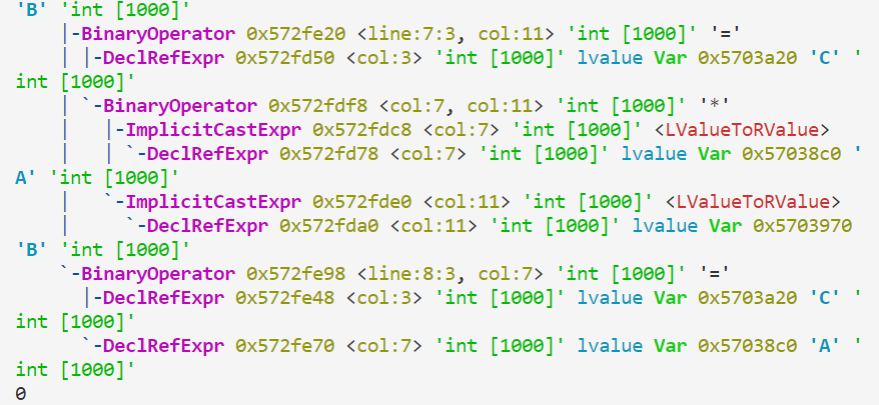 'B' 'int [1000]'
|-BinaryOperator 0x572fe20 <line:7:3, col:11> 'int [1000]' '='
| |-DeclRefExpr 0x572fd50 <col:3> 'int [1000]' lvalue Var 0x5703a20 'C' '
int [1000]'
| `-BinaryOperator 0x572fdf8 <col:7, col:11> 'int [1000]' '*'
|   |-ImplicitCastExpr 0x572fdc8 <col:7> 'int [1000]' <LValueToRValue>
|   | `-DeclRefExpr 0x572fd78 <col:7> 'int [1000]' lvalue Var 0x57038c0 '
A' 'int [1000]'
|   `-ImplicitCastExpr 0x572fde0 <col:11> 'int [1000]' <LValueToRValue>
|     `-DeclRefExpr 0x572fda0 <col:11> 'int [1000]' lvalue Var 0x5703970
'B' 'int [1000]'
`-BinaryOperator 0x572fe98 <line:8:3, col:7> 'int [1000]' '='
  |-DeclRefExpr 0x572fe48 <col:3> 'int [1000]' lvalue Var 0x5703a20 'C' '
int [1000]'
  `-DeclRefExpr 0x572fe70 <col:7> 'int [1000]' lvalue Var 0x57038c0 'A' '
int [1000]'
0